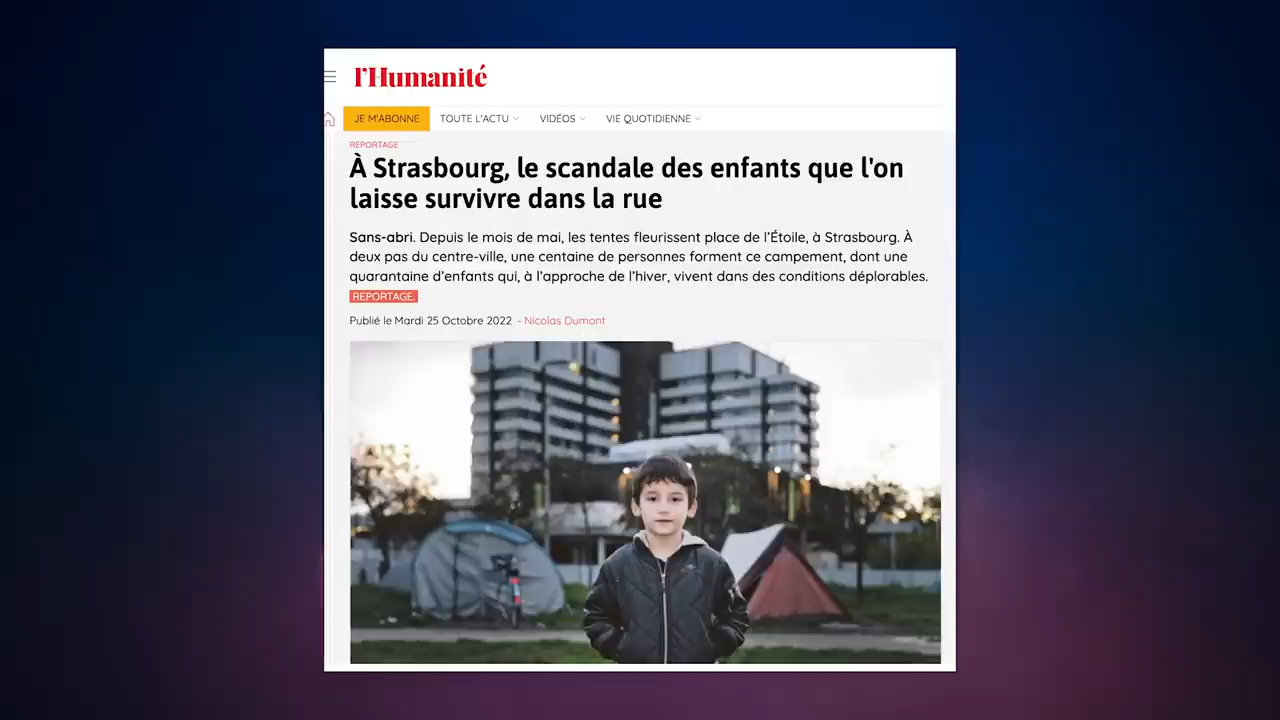 l'Humanité
JE M'ABONNE TOUTE L'ACTU VIDÉOS VIE QUOTIDIENNE
REPORTAGE
À Strasbourg, le scandale des enfants que l'on
laisse survivre dans la rue
Sans-abri. Depuis le mois de mai, les tentes fleurissent place de l'Étoile, à Strasbourg. À
deux pas du centre-ville, une centaine de personnes forment ce campement, dont une
quarantaine d'enfants qui, à l'approche de l'hiver, vivent dans des conditions déplorables.
REPORTAGE.
Publié le Mardi 25 Octobre 2022 - Nicolas Dumont